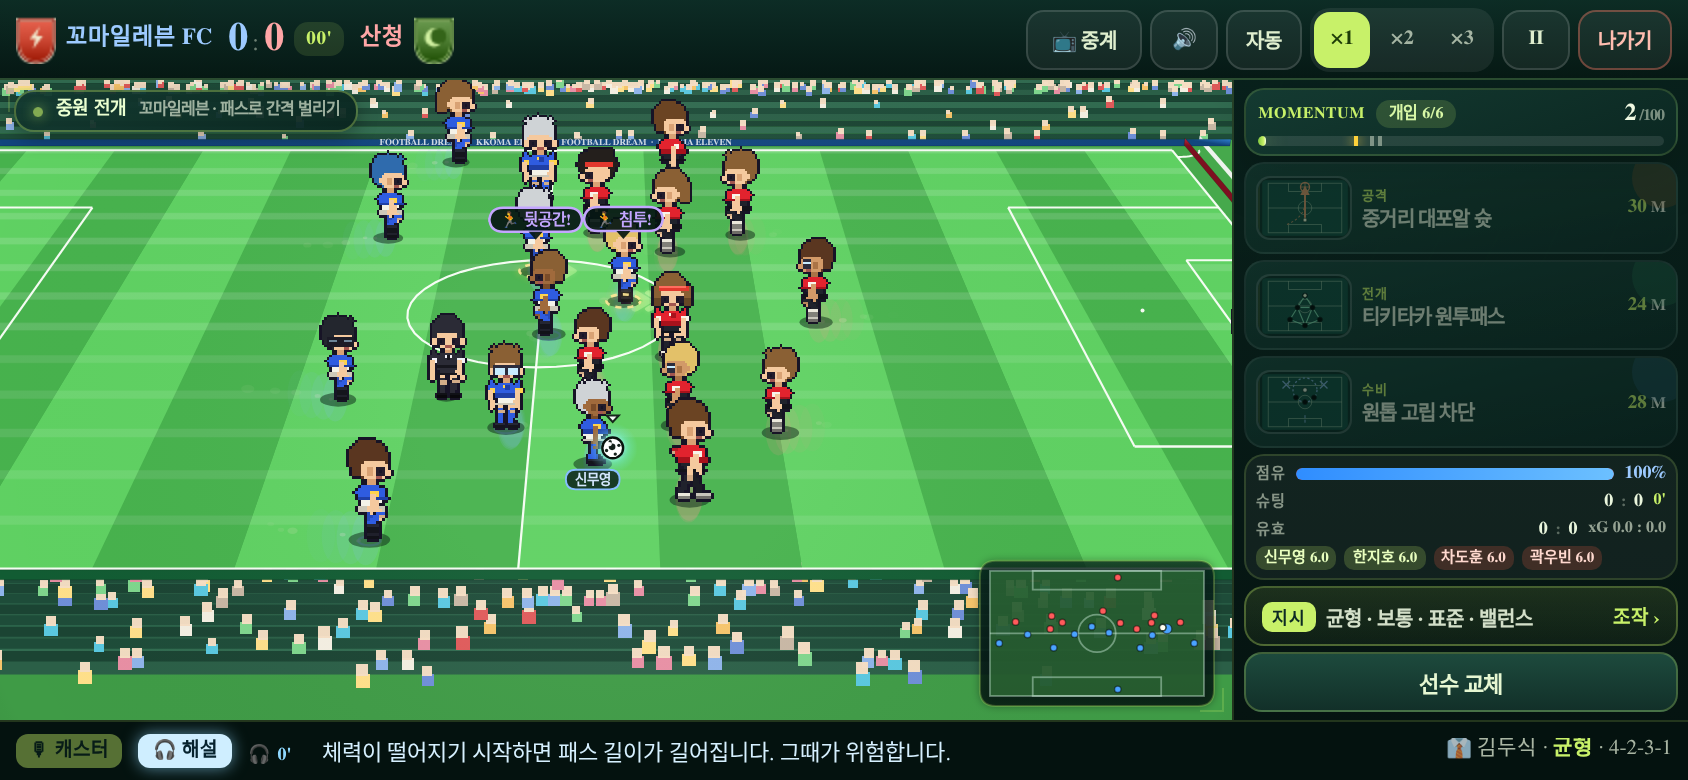 꼬마일레븐 FC 0 : 0 00' 산청
📺 중계 🔊 자동 ×1 ×2 ×3 II 나가기
중원 전개 꼬마일레븐 · 패스로 간격 벌리기
FOOTBALL DRE KKOMA EL FOOTBALL DREAM · A ELEVEN
🏃 뒷공간! 🏃 침투!
신무영
MOMENTUM 개입 6/6 2 /100
공격
중거리 대포알 슛 30 M
전개
티키타카 원투패스 24 M
수비
원톱 고립 차단 28 M
점유 100%
슈팅 0 : 0 0'
유효 0 : 0 xG 0.0 : 0.0
신무영 6.0 한지호 6.0 차도훈 6.0 곽우빈 6.0
지시 균형 · 보통 · 표준 · 밸런스 조작 ›
선수 교체
🎙 캐스터 🎧 해설 🎧 0' 체력이 떨어지기 시작하면 패스 길이가 길어집니다. 그때가 위험합니다.
👔 김두식 · 균형 · 4-2-3-1